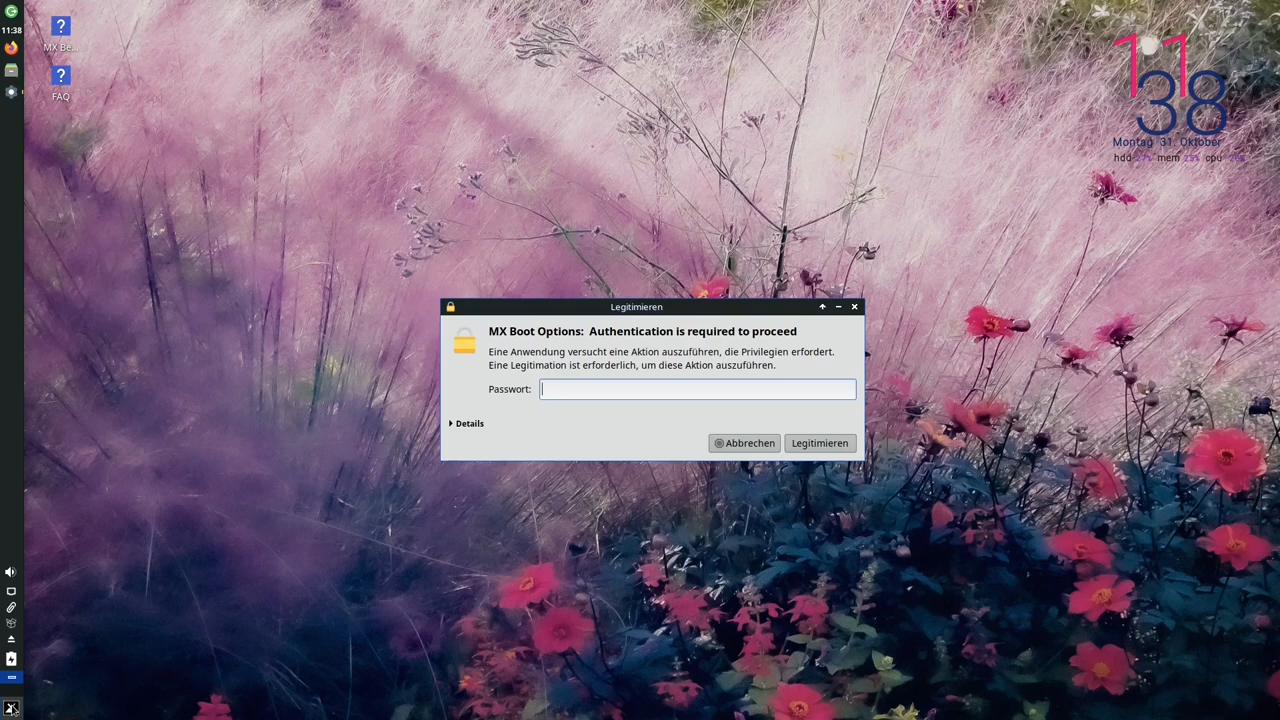 11:38
MX Be...
FAQ
11
38
Montag 31. Oktober
hdd mem 25% cpu
Legitimieren
MX Boot Options: Authentication is required to proceed
Eine Anwendung versucht eine Aktion auszuführen, die Privilegien erfordert.
Eine Legitimation ist erforderlich, um diese Aktion auszuführen.
Passwort:
Details
Abbrechen
Legitimieren